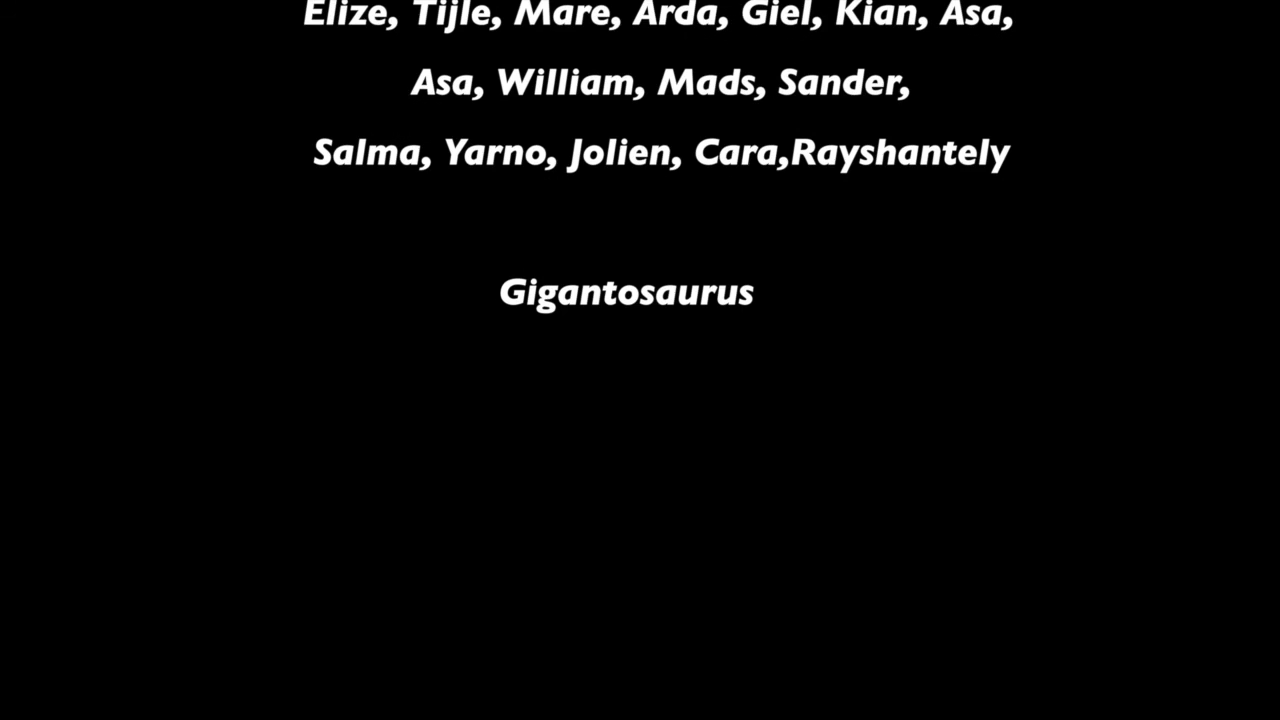 Elize, Tijle, Mare, Arda, Giel, Kian, Asa,
Asa, William, Mads, Sander,
Salma, Yarno, Jolien, Cara,Rayshantely
Gigantosaurus